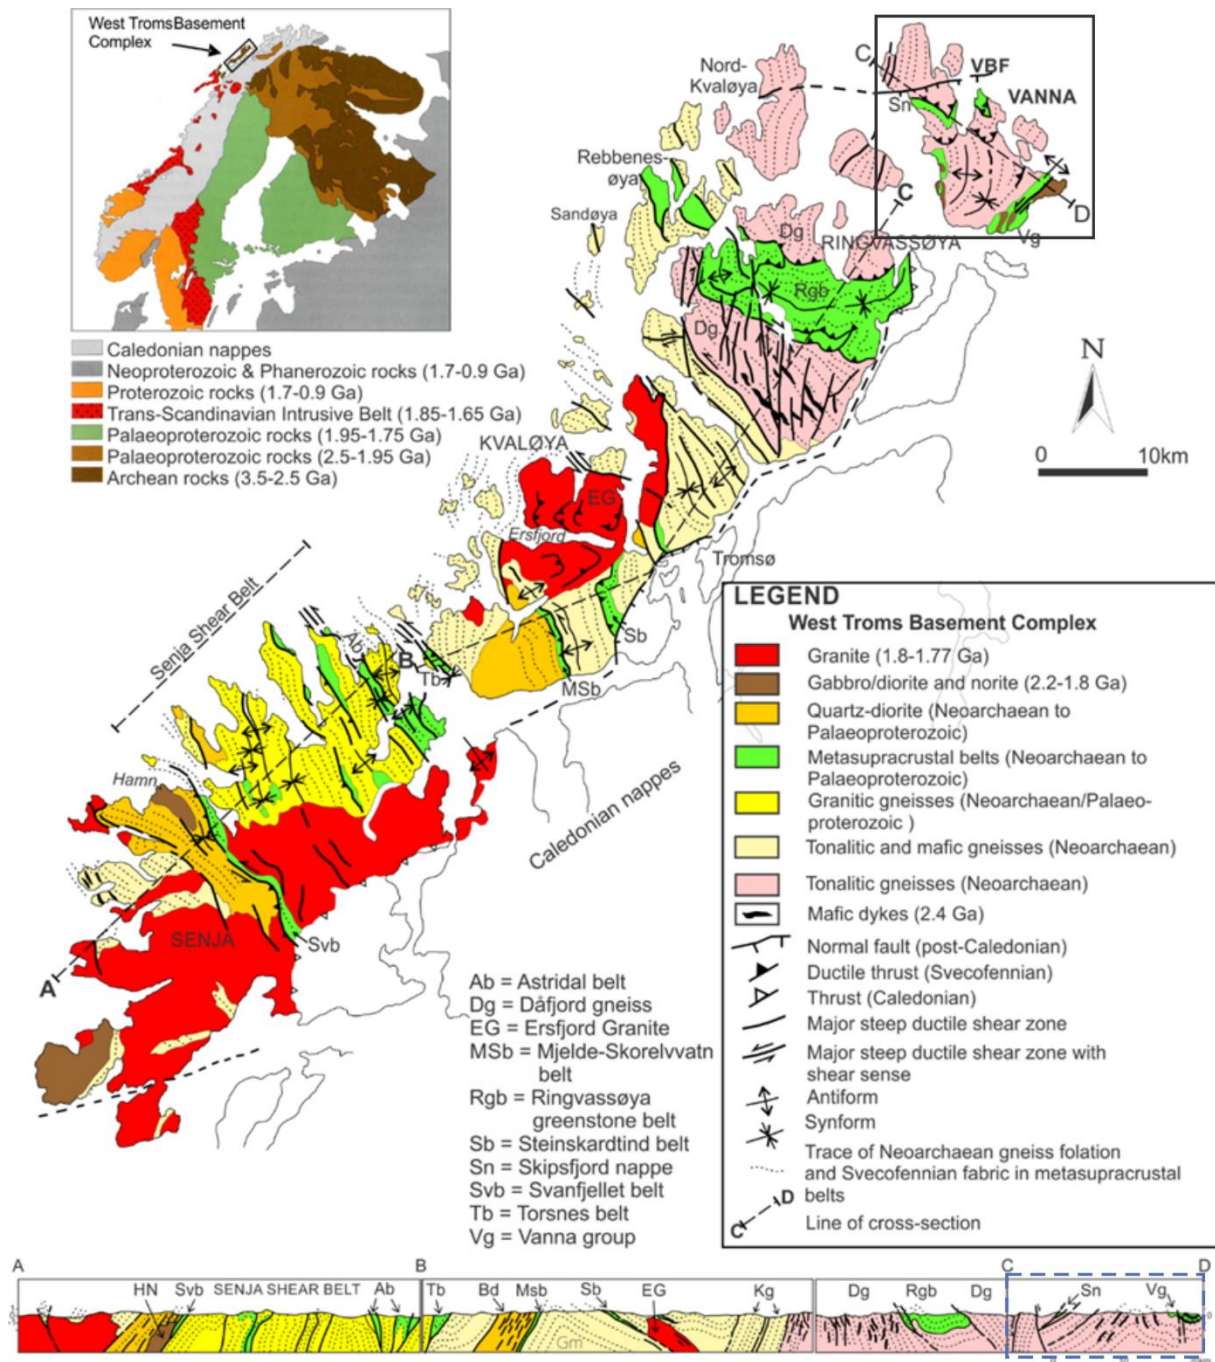 West TromsBasement
Complex
Caledonian nappes
Neoproterozoic & Phanerozoic rocks (1.7-0.9 Ga)
Proterozoic rocks (1.7-0.9 Ga)
Trans-Scandinavian Intrusive Belt (1.85-1.65 Ga)
Palaeoproterozoic rocks (1.95-1.75 Ga)
Palaeoproterozoic rocks (2.5-1.95 Ga)
Archean rocks (3.5-2.5 Ga)
Nord-
Kvaløya
C
VBF
Sn
VANNA
D
Vg
Rebbenes-
øya
Sandøya
C
Dg
RINGVASSØYA
Rgb
Dg
N
0 10km
KVALØYA
EG
Ersfjord
Tromsø
Senja Shear Belt
Ab
B
Tb
Sb
MSb
Hamn
Caledonian nappes
SENJA
Svb
A
LEGEND
West Troms Basement Complex
Granite (1.8-1.77 Ga)
Gabbro/diorite and norite (2.2-1.8 Ga)
Quartz-diorite (Neoarchaean to
Palaeoproterozoic)
Metasupracrustal belts (Neoarchaean to
Palaeoproterozoic)
Granitic gneisses (Neoarchaean/Palaeo-
proterozoic )
Tonalitic and mafic gneisses (Neoarchaean)
Tonalitic gneisses (Neoarchaean)
Mafic dykes (2.4 Ga)
Normal fault (post-Caledonian)
Ductile thrust (Svecofennian)
Thrust (Caledonian)
Major steep ductile shear zone
Major steep ductile shear zone with
shear sense
Antiform
Synform
Trace of Neoarchaean gneiss folation
and Svecofennian fabric in metasupracrustal
belts
C D Line of cross-section
Ab = Astridal belt
Dg = Dåfjord gneiss
EG = Ersfjord Granite
MSb = Mjelde-Skorelvvatn
belt
Rgb = Ringvassøya
greenstone belt
Sb = Steinskardtind belt
Sn = Skipsfjord nappe
Svb = Svanfjellet belt
Tb = Torsnes belt
Vg = Vanna group
A B C D
HN Svb SENJA SHEAR BELT Ab Tb Bd Msb Sb EG Kg Dg Rgb Dg Sn Vg
Gm